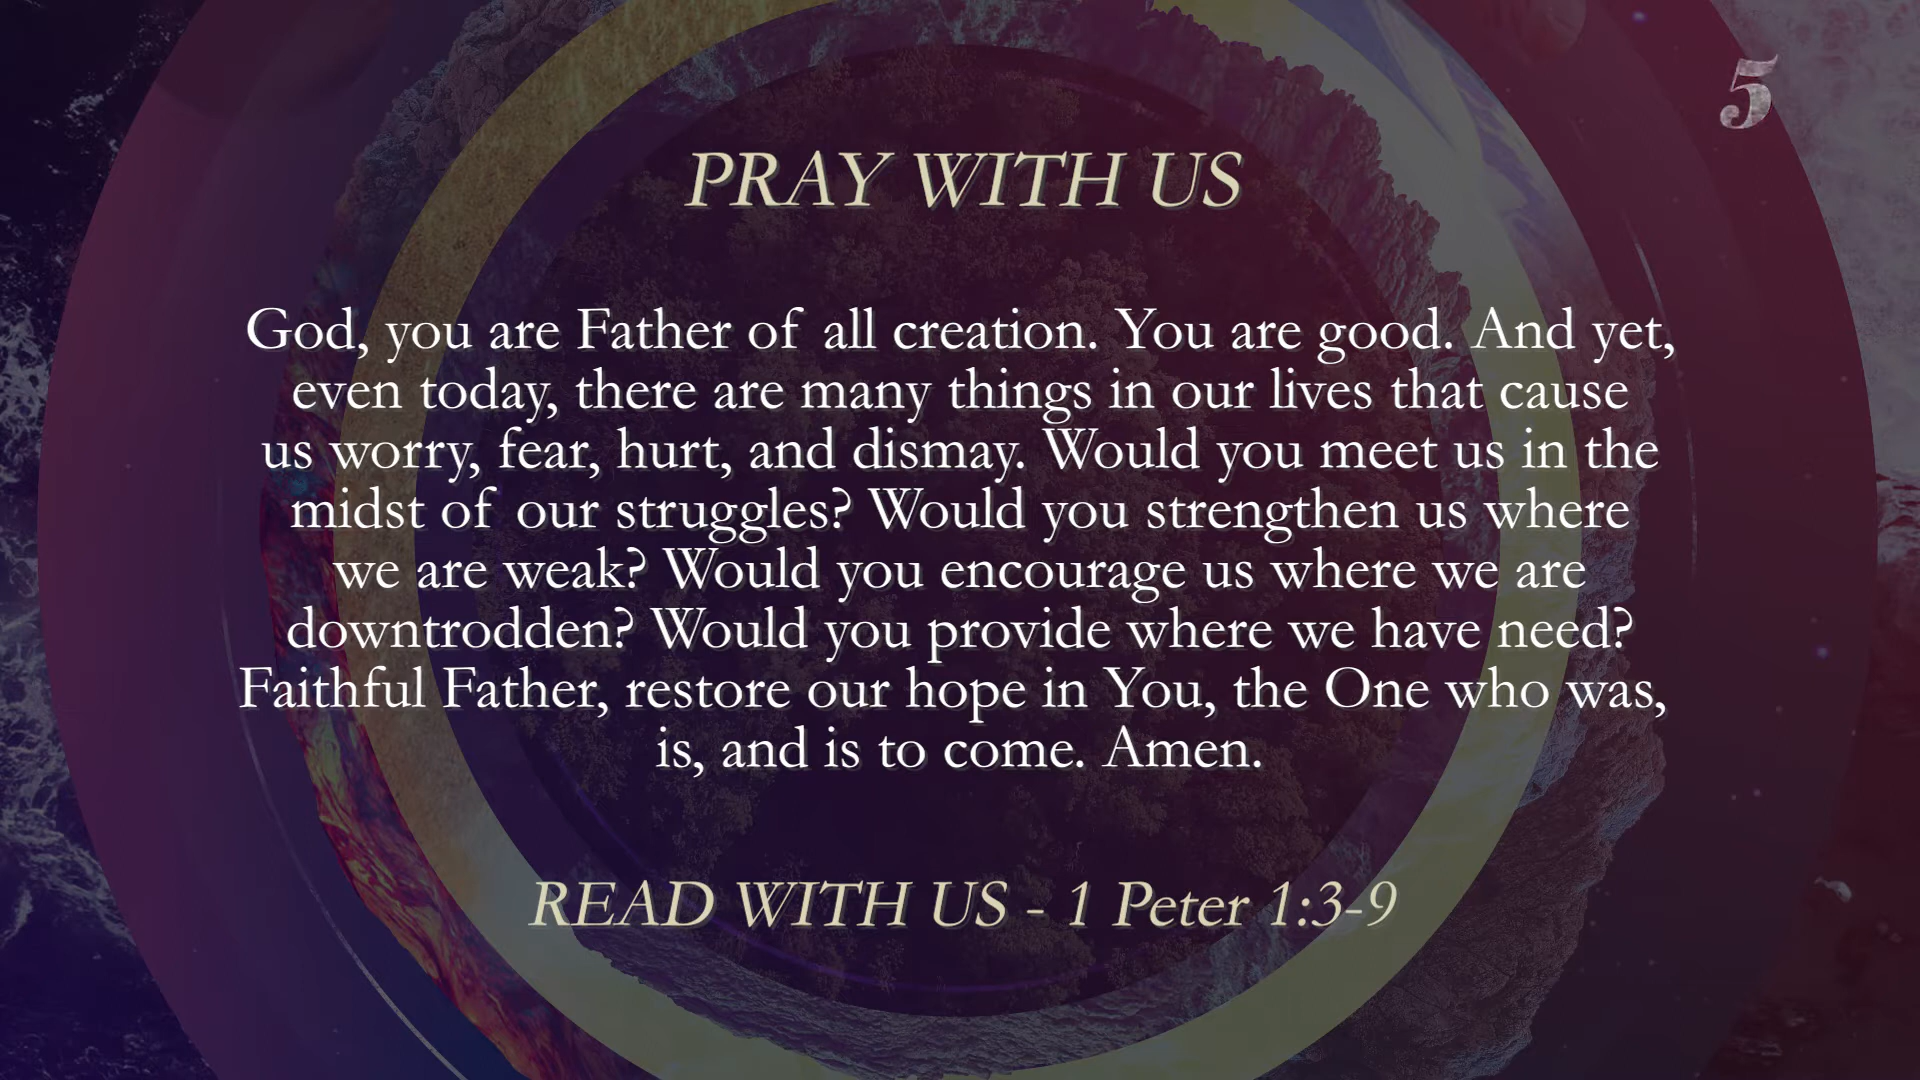 5
PRAY WITH US
God, you are Father of all creation. You are good. And yet,
even today, there are many things in our lives that cause
us worry, fear, hurt, and dismay. Would you meet us in the
midst of our struggles? Would you strengthen us where
we are weak? Would you encourage us where we are
downtrodden? Would you provide where we have need?
Faithful Father, restore our hope in You, the One who was,
is, and is to come. Amen.
READ WITH US - 1 Peter 1:3-9